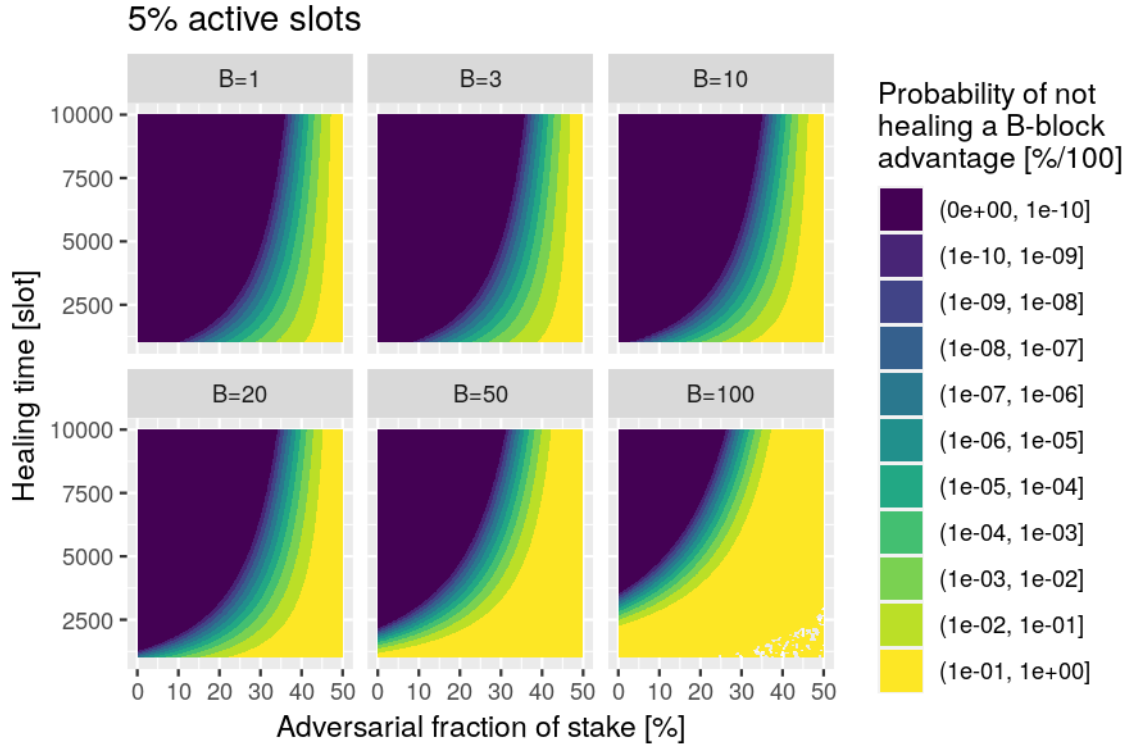 5% active slots
B=1
B=3
B=10
10000
7500
5000
2500
B=20
B=50
B=100
10000
7500
5000
2500
0 10 20 30 40 50
0 10 20 30 40 50
0 10 20 30 40 50
Healing time [slot]
Adversarial fraction of stake [%]
Probability of not
healing a B-block
advantage [%/100]
(0e+00, 1e-10]
(1e-10, 1e-09]
(1e-09, 1e-08]
(1e-08, 1e-07]
(1e-07, 1e-06]
(1e-06, 1e-05]
(1e-05, 1e-04]
(1e-04, 1e-03]
(1e-03, 1e-02]
(1e-02, 1e-01]
(1e-01, 1e+00]